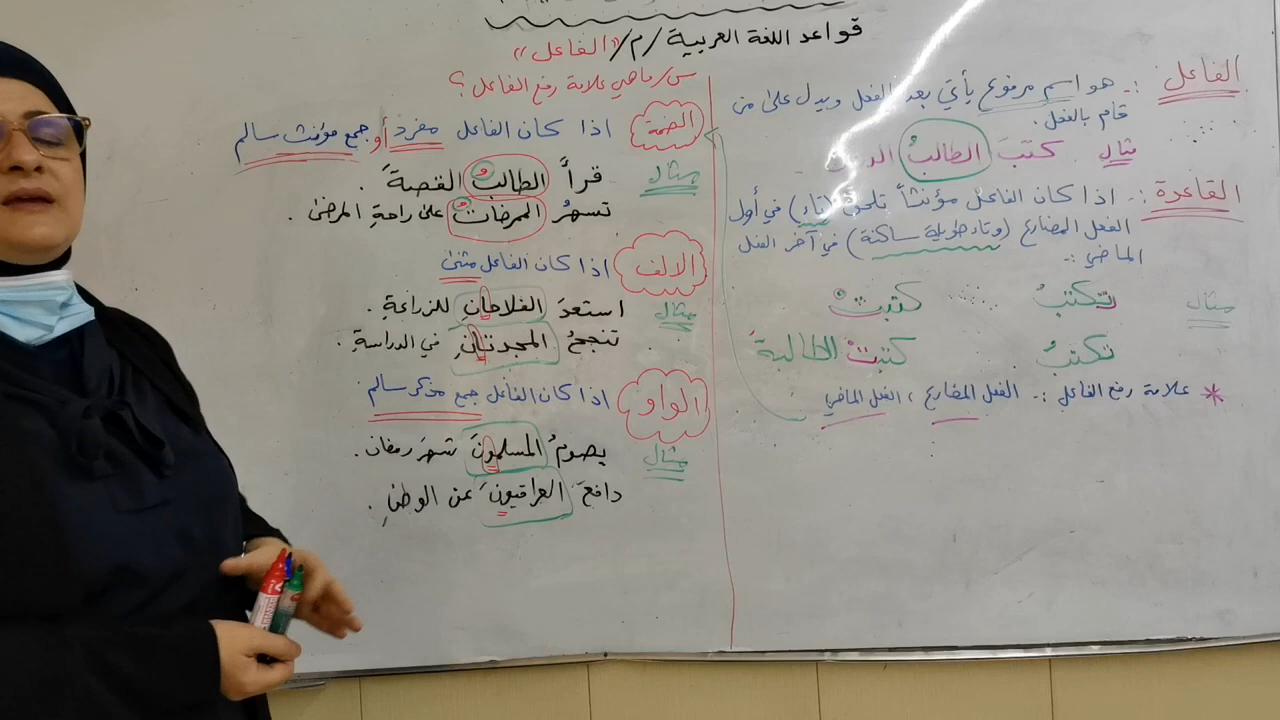 قواعد اللغة العربية /م/ "الفاعل"
الفاعل :- هو اسم مرفوع يأتي بعد الفعل ويدل على من
قام بالفعل.
مثال كتبَ الطالبُ
القاعدة :- اذا كان الفاعل مؤنثاً تلحق (تاء) في أول
الفعل المضارع (وتاء طويلة ساكنة) في آخر الفعل
الماضي :-
مثال تكتبُ كتبتْ
تكتبُ كتبتْ الطالبةَ
* علامة رفع الفاعل :- الفعل المضارع ، الفعل الماضي
س/ ماهي علامة رفع الفاعل ؟
الضمة اذا كان الفاعل مفرد أو جمع مؤنث سالم
مثال قرأَ الطالبُ القصةَ .
تسهرُ الممرضاتُ على راحةِ المرضى .
الالف اذا كان الفاعل مثنى
مثال استعدَ الفلاحانِ للزراعةِ .
تنجحُ المجدتانِ في الدراسةِ .
الواو اذا كان الفاعل جمع مذكر سالم
مثال يصومُ المسلمونَ شهرَ رمضان .
دافعَ العراقيونَ عن الوطنِ .